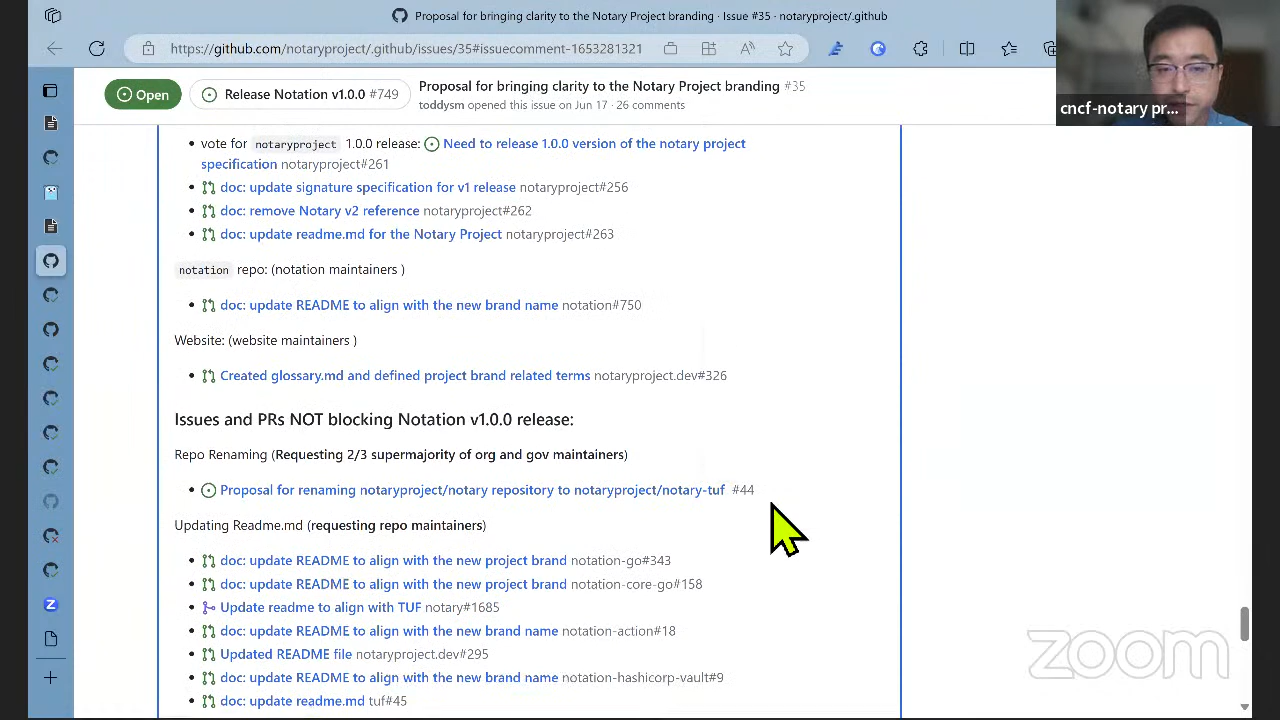 Proposal for bringing clarity to the Notary Project branding · Issue #35 · notaryproject/.github
https://github.com/notaryproject/.github/issues/35#issuecomment-1653281321
Open
Release Notation v1.0.0 #749
Proposal for bringing clarity to the Notary Project branding #35
toddysm opened this issue on Jun 17 · 26 comments
cncf-notary pr...
vote for notaryproject 1.0.0 release: Need to release 1.0.0 version of the notary project
specification notaryproject#261
doc: update signature specification for v1 release notaryproject#256
doc: remove Notary v2 reference notaryproject#262
doc: update readme.md for the Notary Project notaryproject#263
notation repo: (notation maintainers )
doc: update README to align with the new brand name notation#750
Website: (website maintainers )
Created glossary.md and defined project brand related terms notaryproject.dev#326
Issues and PRs NOT blocking Notation v1.0.0 release:
Repo Renaming (Requesting 2/3 supermajority of org and gov maintainers)
Proposal for renaming notaryproject/notary repository to notaryproject/notary-tuf #44
Updating Readme.md (requesting repo maintainers)
doc: update README to align with the new project brand notation-go#343
doc: update README to align with the new project brand notation-core-go#158
Update readme to align with TUF notary#1685
doc: update README to align with the new brand name notation-action#18
Updated README file notaryproject.dev#295
doc: update README to align with the new brand name notation-hashicorp-vault#9
doc: update readme.md tuf#45
zoom